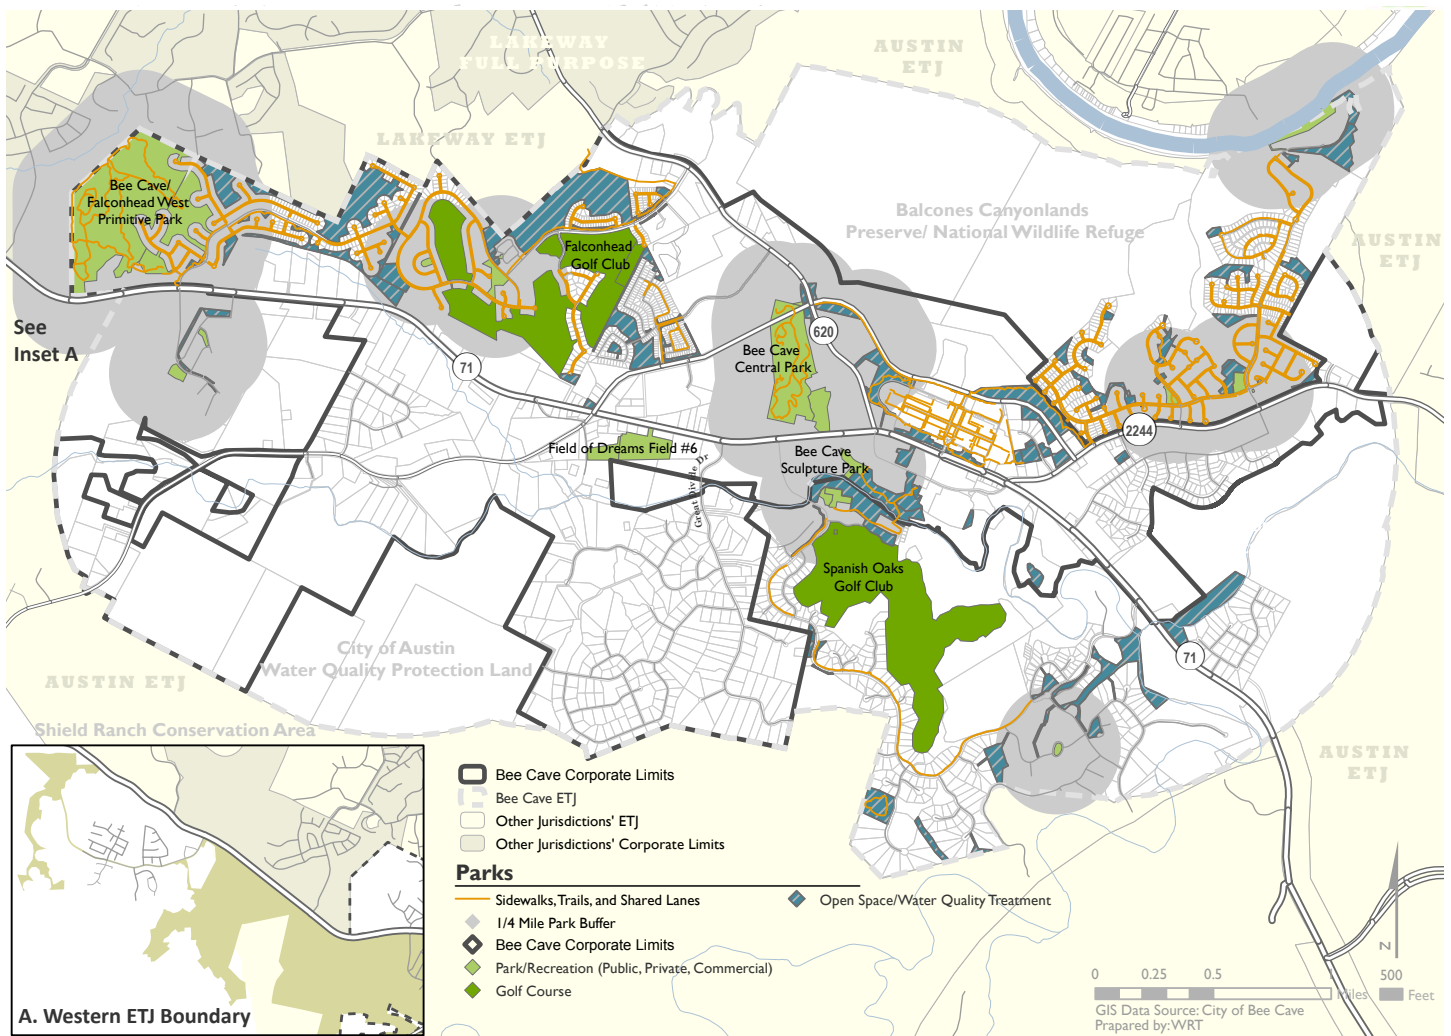 LAKEWAY
FULL PURPOSE
AUSTIN
ETJ
LAKEWAY ETJ
Bee Cave/
Falconhead West
Primitive Park
Balcones Canyonlands
Preserve/ National Wildlife Refuge
AUSTIN
ETJ
Falconhead
Golf Club
See
Inset A
620
71
Bee Cave
Central Park
2244
Field of Dreams Field #6
Bee Cave
Sculpture Park
Great Divide Dr
Spanish Oaks
Golf Club
City of Austin
Water Quality Protection Land
71
AUSTIN ETJ
Shield Ranch Conservation Area
AUSTIN
ETJ
Bee Cave Corporate Limits
Bee Cave ETJ
Other Jurisdictions' ETJ
Other Jurisdictions' Corporate Limits
Parks
Sidewalks, Trails, and Shared Lanes
Open Space/Water Quality Treatment
1/4 Mile Park Buffer
Bee Cave Corporate Limits
Park/Recreation (Public, Private, Commercial)
Golf Course
A. Western ETJ Boundary
N
0 0.25 0.5 500
Miles Feet
GIS Data Source: City of Bee Cave
Prapared by: WRT